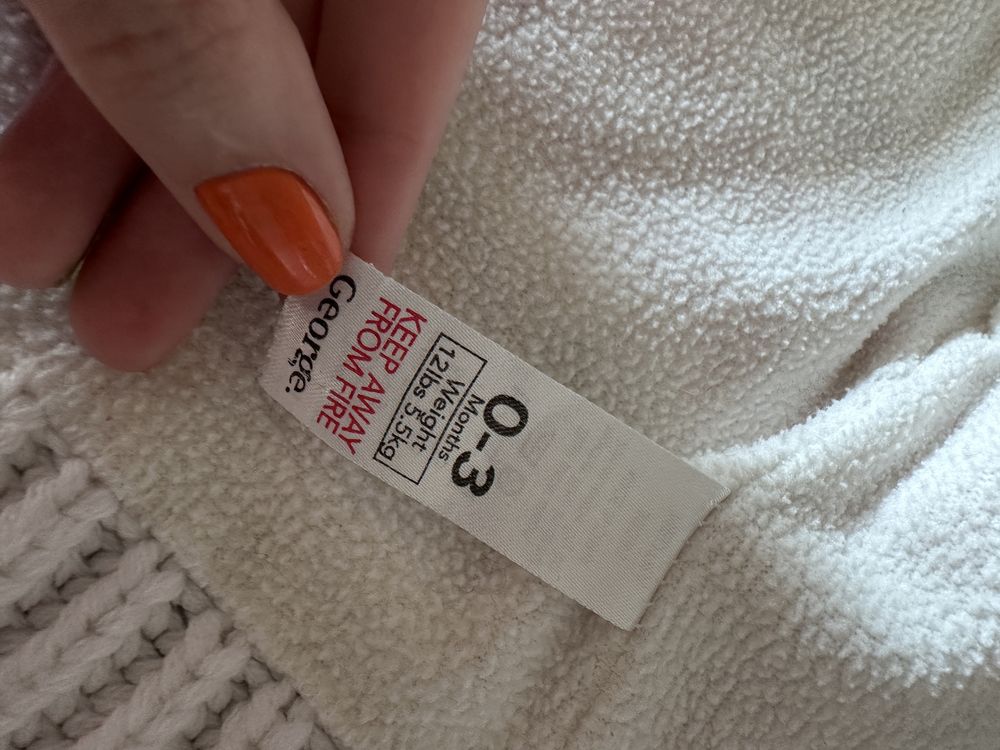 0-3
Months
Weight
12lbs 5.5kg
KEEP AWAY
FROM FIRE
George.